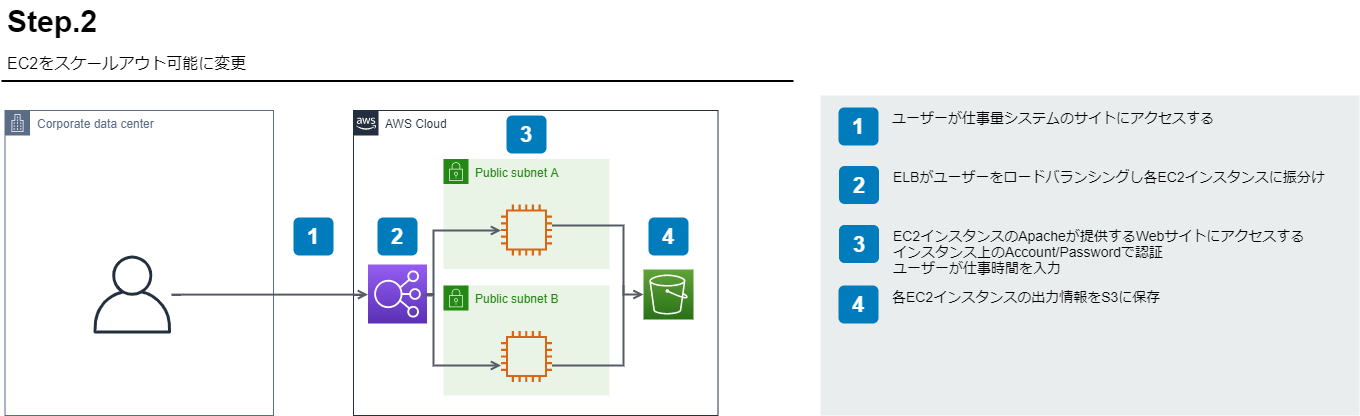 Step.2
EC2をスケールアウト可能に変更
Corporate data center
aws
AWS Cloud
3
Public subnet A
1
2
4
Public subnet B
1
ユーザーが仕事量システムのサイトにアクセスする
2
ELBがユーザーをロードバランシングし各EC2インスタンスに振分け
3
EC2インスタンスのApacheが提供するWebサイトにアクセスする
インスタンス上のAccount/Passwordで認証
ユーザーが仕事時間を入力
4
各EC2インスタンスの出力情報をS3に保存